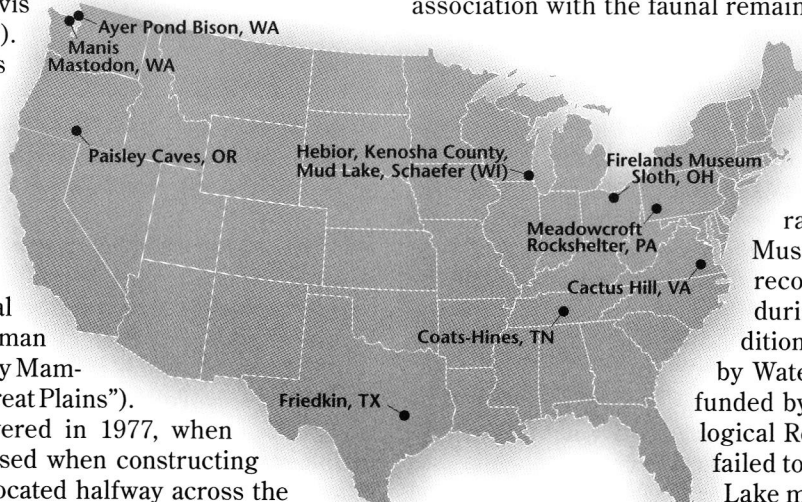 vis
association with the faunal remain
).
s
Ayer Pond Bison, WA
Manis
Mastodon, WA
Paisley Caves, OR
Hebior, Kenosha County,
Mud Lake, Schaefer (WI)
Firelands Museum
Sloth, OH
Meadowcroft
Rockshelter, PA
Cactus Hill, VA
Coats-Hines, TN
Friedkin, TX
al
man
y Mam-
reat Plains”).
vered in 1977, when
sed when constructing
ocated halfway across the
ra
Mus
reco
duri
dition
by Wate
funded by
logical Re
failed to
Lake m